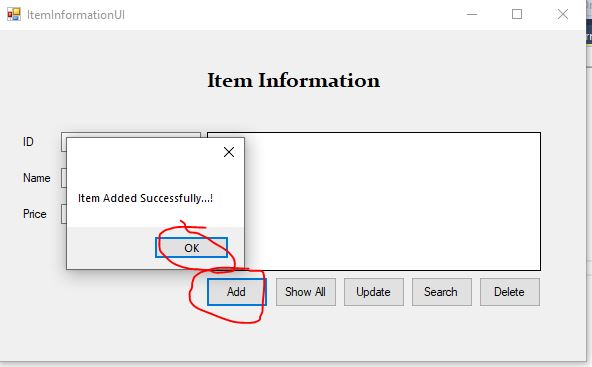 ItemInformationUI
Item Information
ID
Name
Price
Item Added Successfully...!
OK
Add Show All Update Search Delete